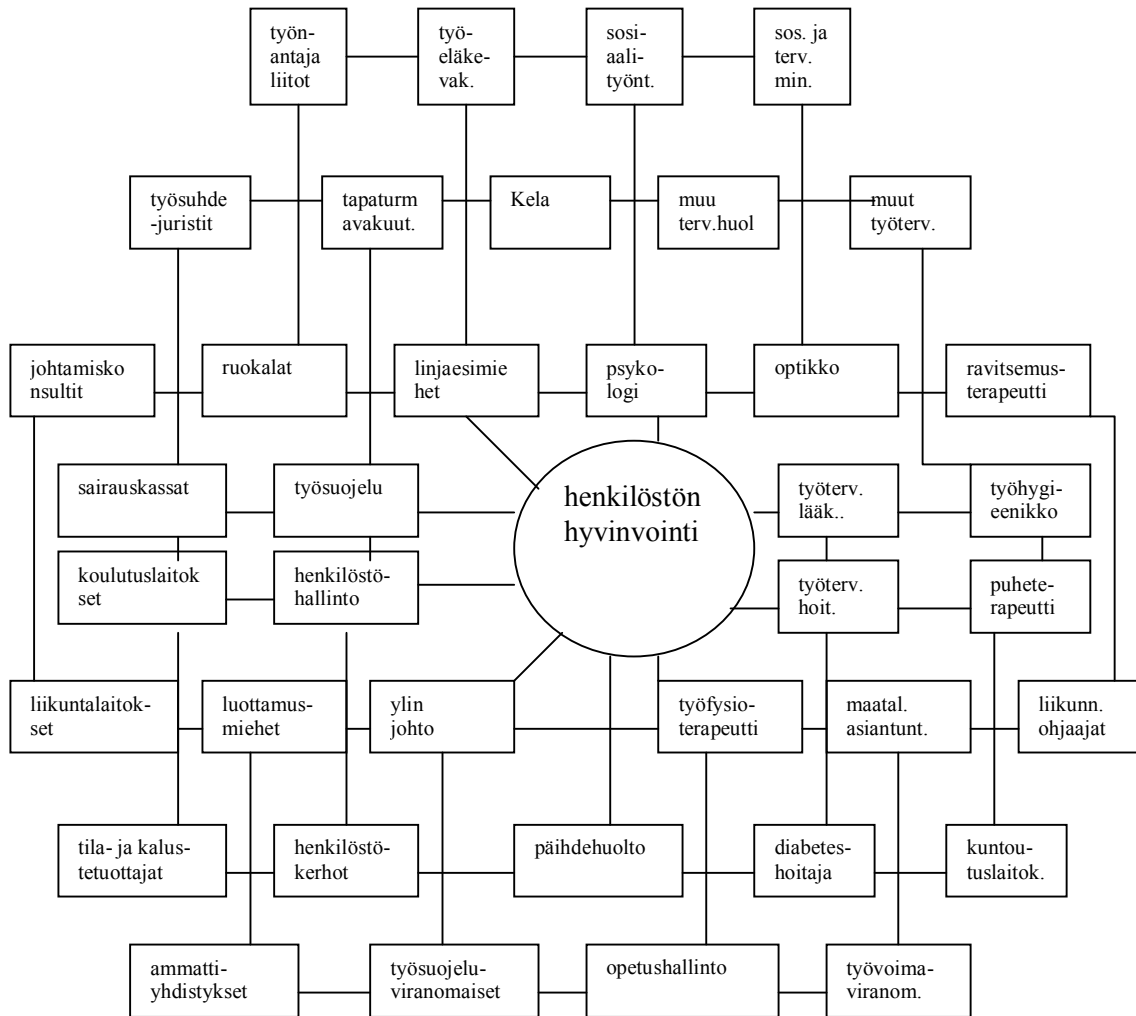 työn-
antaja
liitot
työ-
eläke-
vak.
sosi-
aali-
työnt.
sos. ja
terv.
min.
työsuhde
-juristit
tapaturm
avakuut.
Kela
muu
terv.huol
muut
työterv.
johtamisko
nsultit
ruokalat
linjaesimie
het
psyko-
logi
optikko
ravitsemus-
terapeutti
sairauskassat
työsuojelu
henkilöstön
hyvinvointi
työterv.
lääk..
työhygi-
eenikko
koulutuslaitok
set
henkilöstö-
hallinto
työterv.
hoit.
puhete-
rapeutti
liikuntalaitok-
set
luottamus-
miehet
ylin
johto
työfysio-
terapeutti
maatal.
asiantunt.
liikunn.
ohjaajat
tila- ja kalus-
tetuottajat
henkilöstö-
kerhot
päihdehuolto
diabetes-
hoitaja
kuntou-
tuslaitok.
ammatti-
yhdistykset
työsuojelu-
viranomaiset
opetushallinto
työvoima-
viranom.